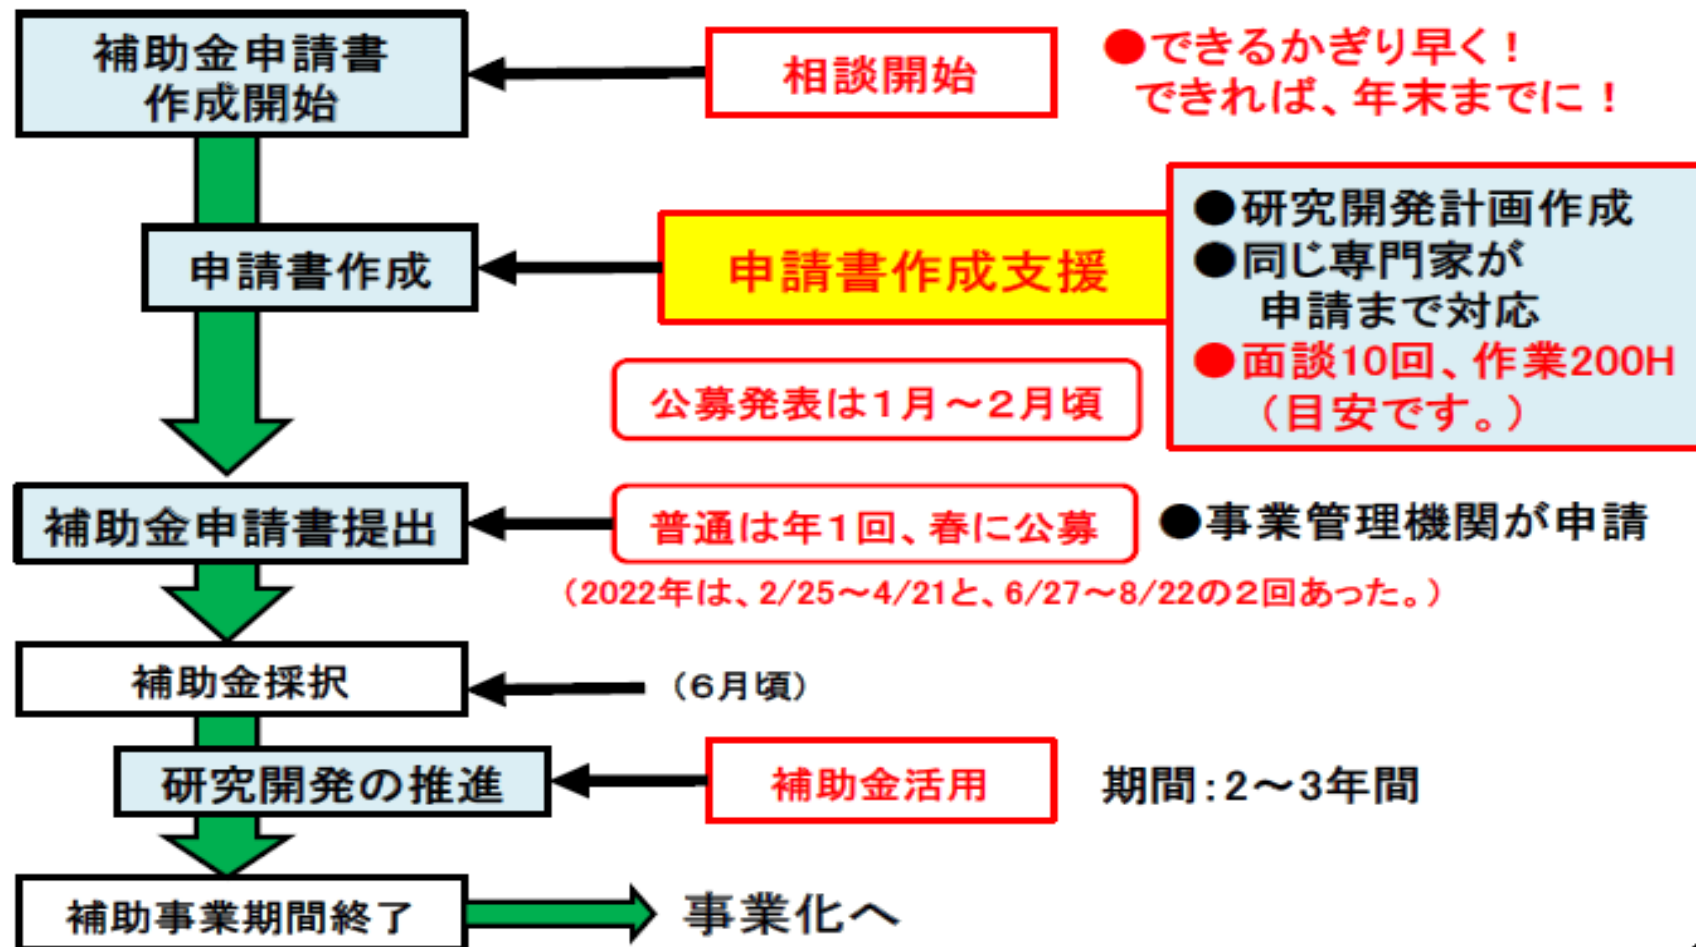 補助金申請書
作成開始
相談開始
●できるかぎり早く！
できれば、年末までに！
申請書作成
申請書作成支援
●研究開発計画作成
●同じ専門家が
申請まで対応
●面談10回、作業200H
（目安です。）
公募発表は１月～２月頃
補助金申請書提出
普通は年１回、春に公募
●事業管理機関が申請
（2022年は、2/25～4/21と、6/27～8/22の２回あった。）
補助金採択
（６月頃）
研究開発の推進
補助金活用
期間：2～3年間
補助事業期間終了
事業化へ